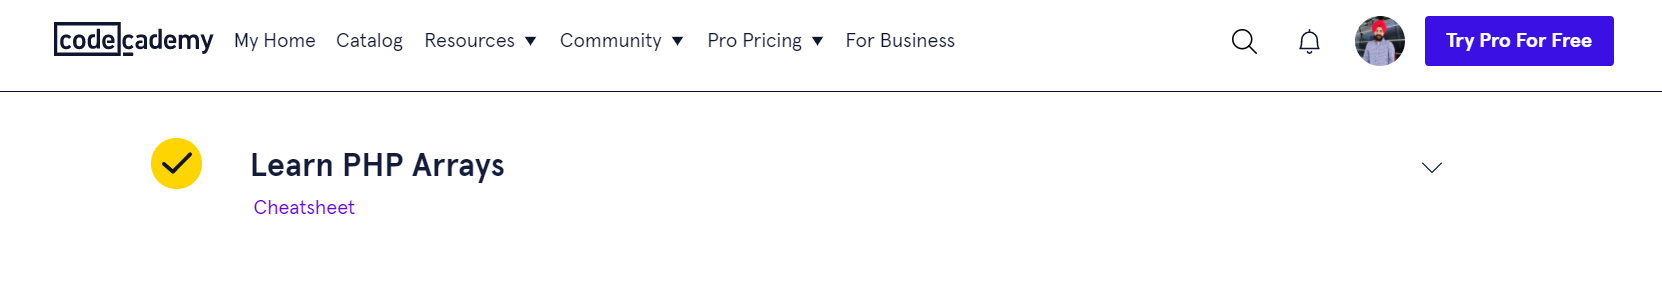 codecademy My Home Catalog Resources Community Pro Pricing For Business Try Pro For Free
Learn PHP Arrays
Cheatsheet